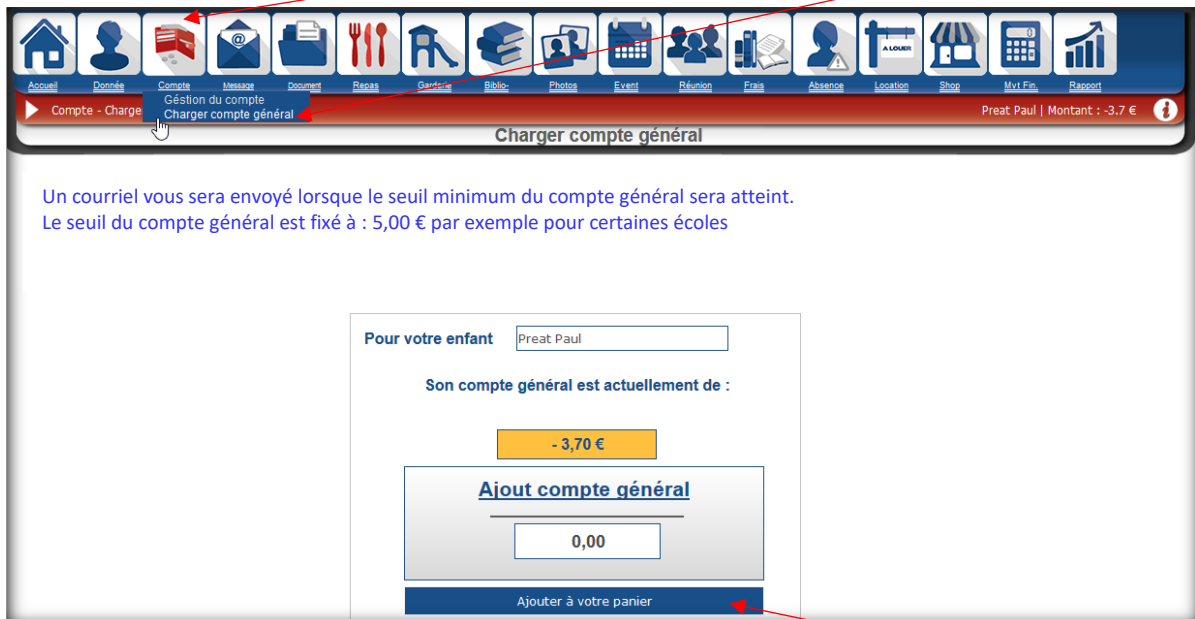 @
A LOUER
0
Accueil Donnée Compte Message Document Repas Garderie Biblio- Photos Event Réunion Frais Absence Location Shop Mvt Fin. Rapport
Compte - Charge
Géstion du compte
Charger compte général
Preat Paul | Montant : -3.7 €
i
Charger compte général
Un courriel vous sera envoyé lorsque le seuil minimum du compte général sera atteint.
Le seuil du compte général est fixé à : 5,00 € par exemple pour certaines écoles
Pour votre enfant Preat Paul
Son compte général est actuellement de :
- 3,70 €
Ajout compte général
0,00
Ajouter à votre panier